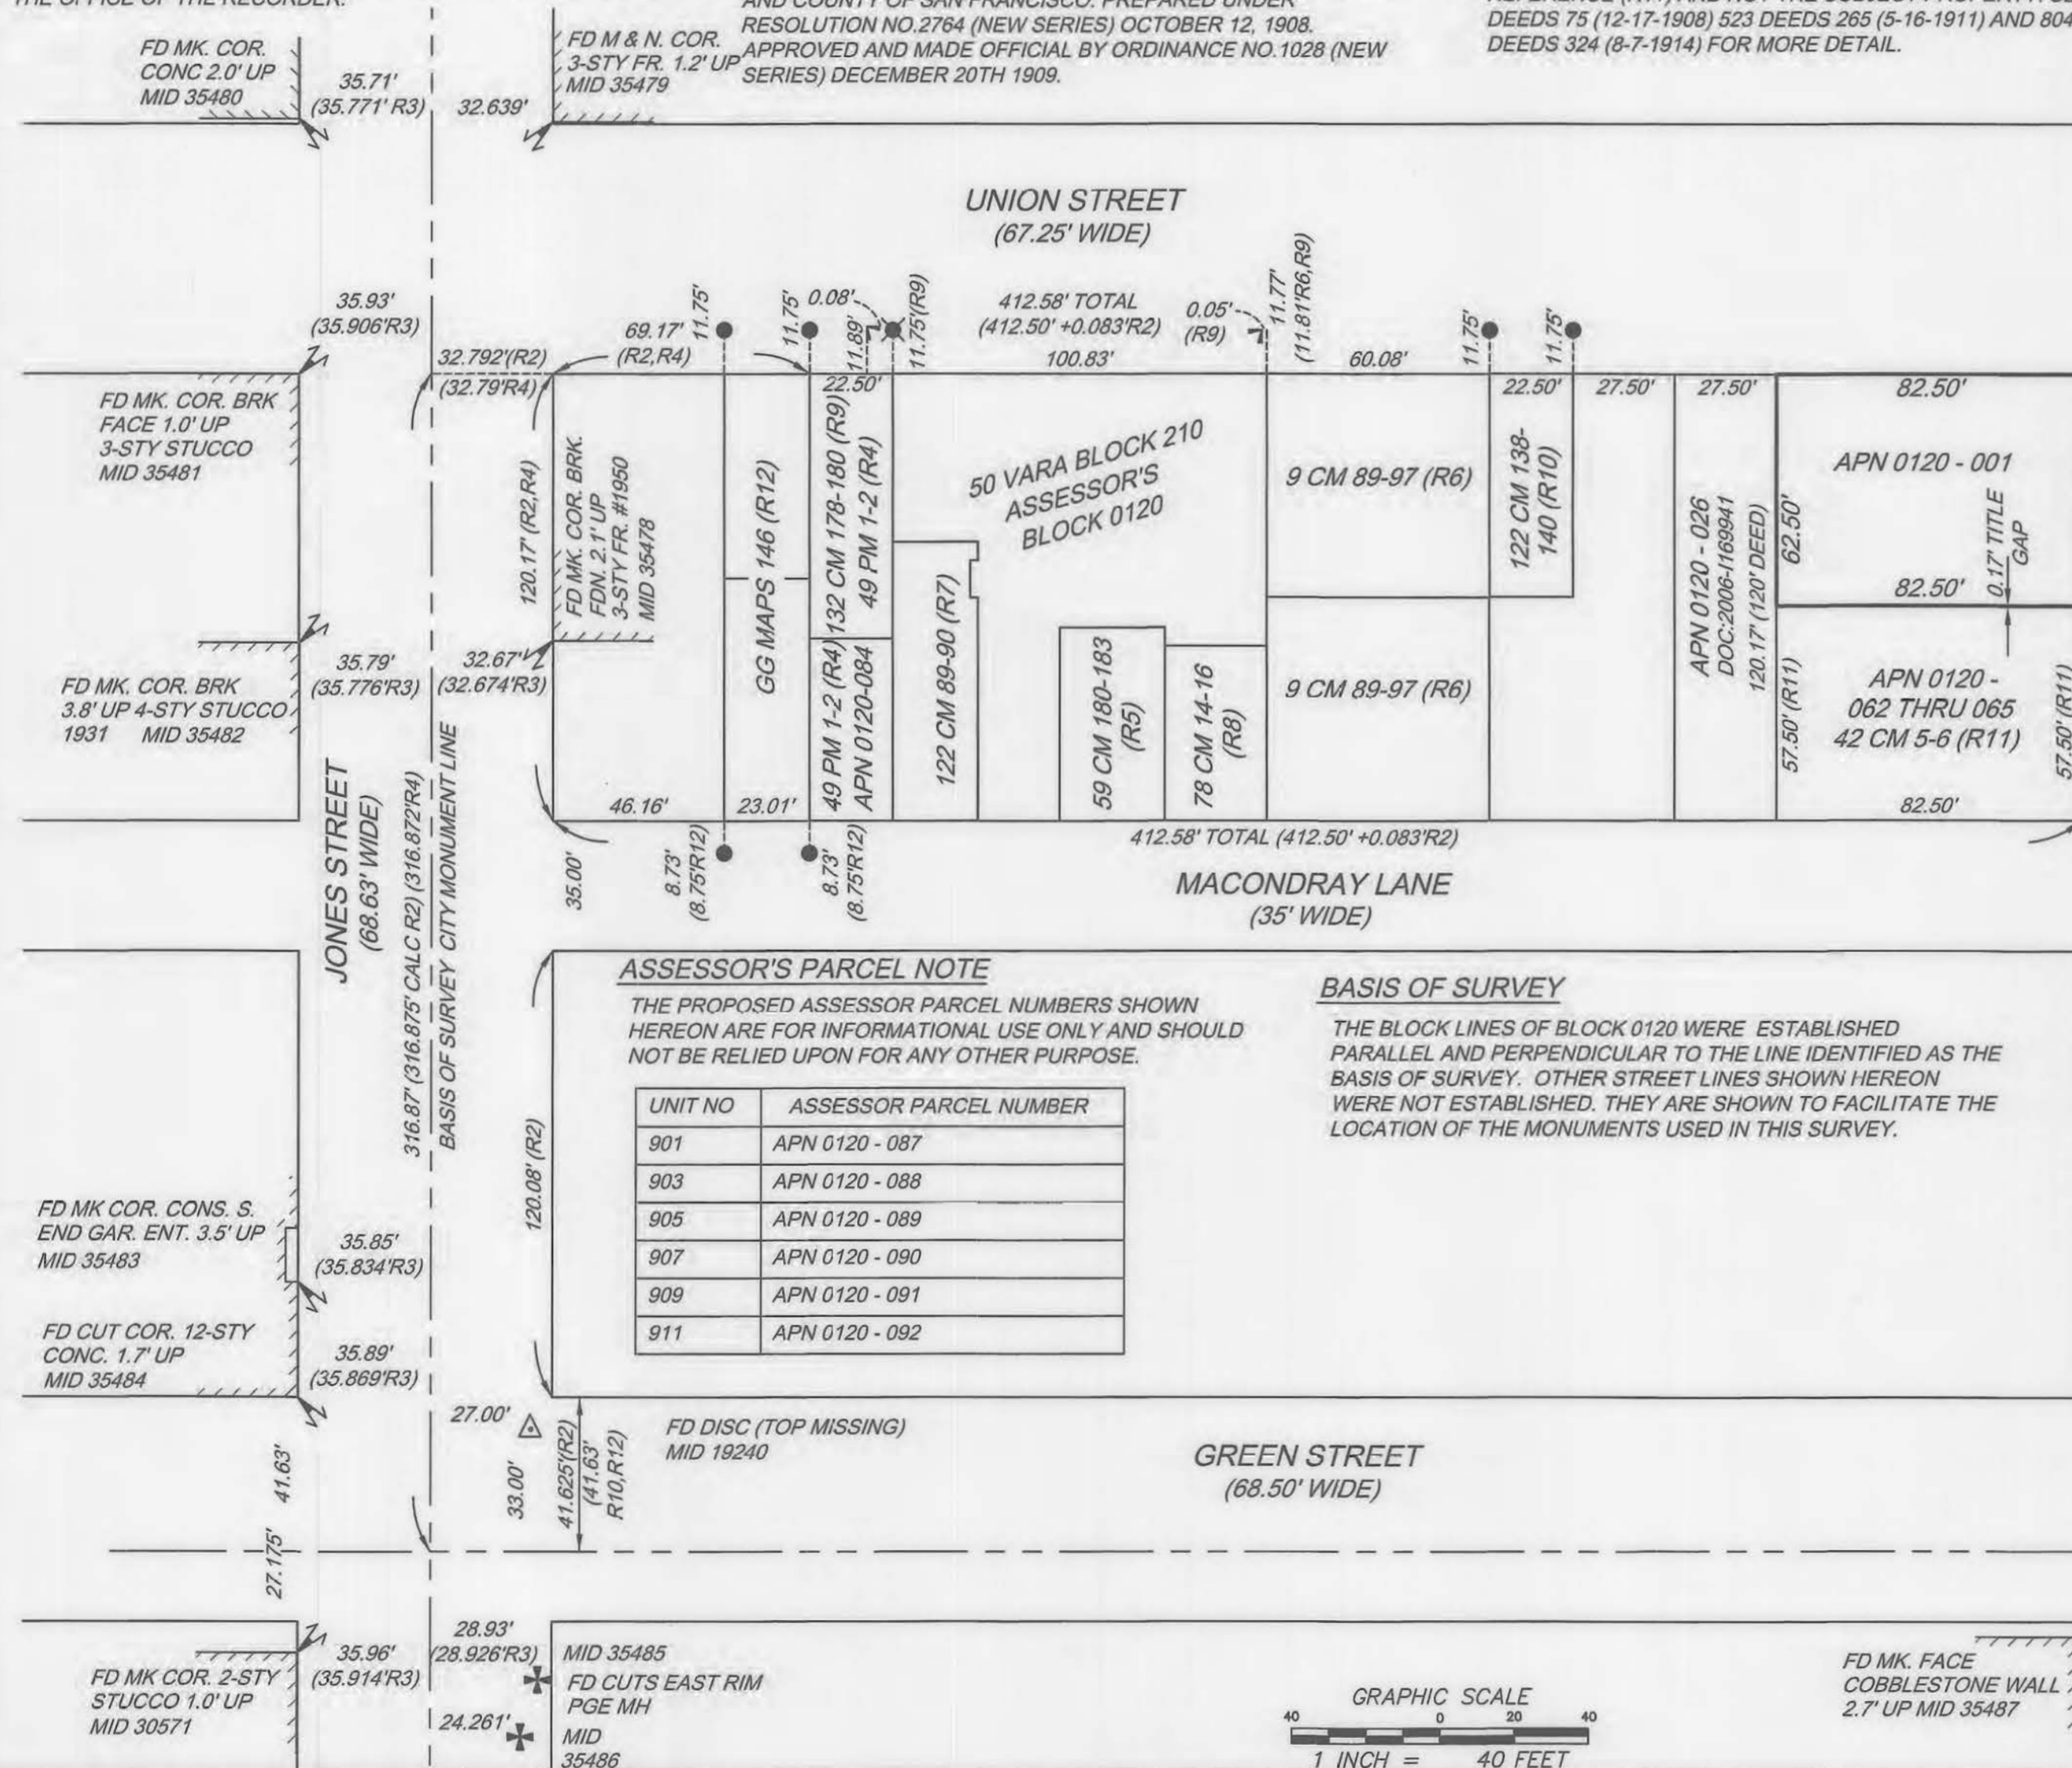 THE OFFICE OF THE RECORDER.
AND COUNTY OF SAN FRANCISCO. PREPARED UNDER
RESOLUTION NO.2764 (NEW SERIES) OCTOBER 12, 1908.
APPROVED AND MADE OFFICIAL BY ORDINANCE NO.1028 (NEW
SERIES) DECEMBER 20TH 1909.
DEEDS 75 (12-17-1908) 523 DEEDS 265 (5-16-1911) AND 804
DEEDS 324 (8-7-1914) FOR MORE DETAIL.
FD MK. COR.
CONC 2.0' UP
MID 35480
35.71'
(35.771' R3)
32.639'
FD M & N. COR.
3-STY FR. 1.2' UP
MID 35479
UNION STREET
(67.25' WIDE)
35.93'
(35.906'R3)
32.792'(R2)
(32.79'R4)
69.17'
(R2,R4)
11.75'
11.75'
0.08'
11.89'
11.75'(R9)
412.58' TOTAL
(412.50' +0.083'R2)
100.83'
0.05'
(R9)
11.77'
(11.81'R6,R9)
60.08'
11.75'
11.75'
22.50'
22.50'
27.50'
27.50'
82.50'
FD MK. COR. BRK
FACE 1.0' UP
3-STY STUCCO
MID 35481
120.17' (R2,R4)
FD MK. COR. BRK.
FDN. 2.1' UP
3-STY FR. #1950
MID 35478
GG MAPS 146 (R12)
132 CM 178-180 (R9)
49 PM 1-2 (R4)
50 VARA BLOCK 210
ASSESSOR'S
BLOCK 0120
9 CM 89-97 (R6)
122 CM 138-
140 (R10)
APN 0120 - 026
DOC:2006-I169941
120.17' (120' DEED)
62.50'
APN 0120 - 001
0.17' TITLE
GAP
82.50'
35.79'
(35.776'R3)
32.67'
(32.674'R3)
FD MK. COR. BRK
3.8' UP 4-STY STUCCO
1931 MID 35482
49 PM 1-2 (R4)
APN 0120-084
122 CM 89-90 (R7)
59 CM 180-183
(R5)
78 CM 14-16
(R8)
9 CM 89-97 (R6)
57.50' (R11)
APN 0120 -
062 THRU 065
42 CM 5-6 (R11)
57.50' (R11)
46.16'
23.01'
82.50'
JONES STREET
(68.63' WIDE)
316.87' (316.875' CALC R2) (316.872'R4)
BASIS OF SURVEY CITY MONUMENT LINE
35.00'
8.73'
(8.75'R12)
8.73'
(8.75'R12)
412.58' TOTAL (412.50' +0.083'R2)
MACONDRAY LANE
(35' WIDE)
ASSESSOR'S PARCEL NOTE
THE PROPOSED ASSESSOR PARCEL NUMBERS SHOWN
HEREON ARE FOR INFORMATIONAL USE ONLY AND SHOULD
NOT BE RELIED UPON FOR ANY OTHER PURPOSE.
UNIT NO ASSESSOR PARCEL NUMBER
901 APN 0120 - 087
903 APN 0120 - 088
905 APN 0120 - 089
907 APN 0120 - 090
909 APN 0120 - 091
911 APN 0120 - 092
BASIS OF SURVEY
THE BLOCK LINES OF BLOCK 0120 WERE ESTABLISHED
PARALLEL AND PERPENDICULAR TO THE LINE IDENTIFIED AS THE
BASIS OF SURVEY. OTHER STREET LINES SHOWN HEREON
WERE NOT ESTABLISHED. THEY ARE SHOWN TO FACILITATE THE
LOCATION OF THE MONUMENTS USED IN THIS SURVEY.
120.08' (R2)
FD MK COR. CONS. S.
END GAR. ENT. 3.5' UP
MID 35483
35.85'
(35.834'R3)
FD CUT COR. 12-STY
CONC. 1.7' UP
MID 35484
35.89'
(35.869'R3)
27.00'
33.00'
41.625'(R2)
(41.63'
R10,R12)
FD DISC (TOP MISSING)
MID 19240
GREEN STREET
(68.50' WIDE)
41.63'
27.175'
28.93'
(28.926'R3)
35.96'
(35.914'R3)
FD MK COR. 2-STY
STUCCO 1.0' UP
MID 30571
24.261'
MID 35485
FD CUTS EAST RIM
PGE MH
MID
35486
GRAPHIC SCALE
40 0 20 40
1 INCH = 40 FEET
FD MK. FACE
COBBLESTONE WALL
2.7' UP MID 35487